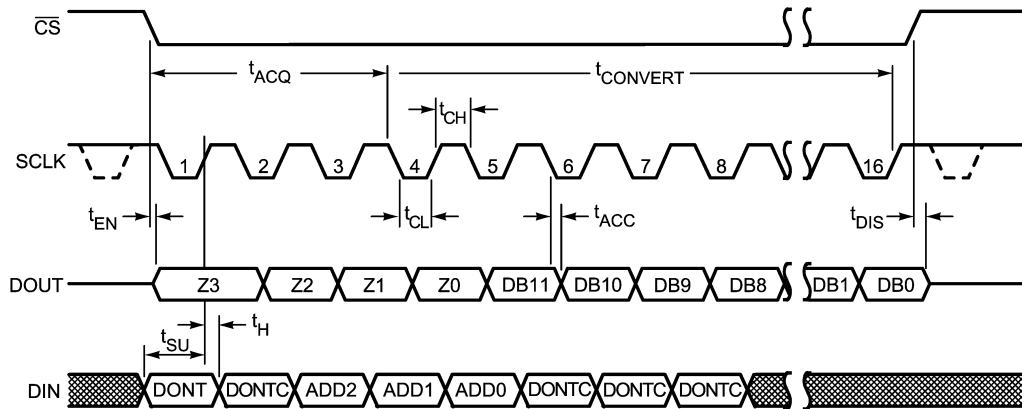 CS
tACQ
tCONVERT
tCH
SCLK
1 2 3 4 5 6 7 8 16
tEN
tCL
tACC
tDIS
DOUT
Z3 Z2 Z1 Z0 DB11 DB10 DB9 DB8 DB1 DB0
tSU
tH
DIN
DONT DONTC ADD2 ADD1 ADD0 DONTC DONTC DONTC